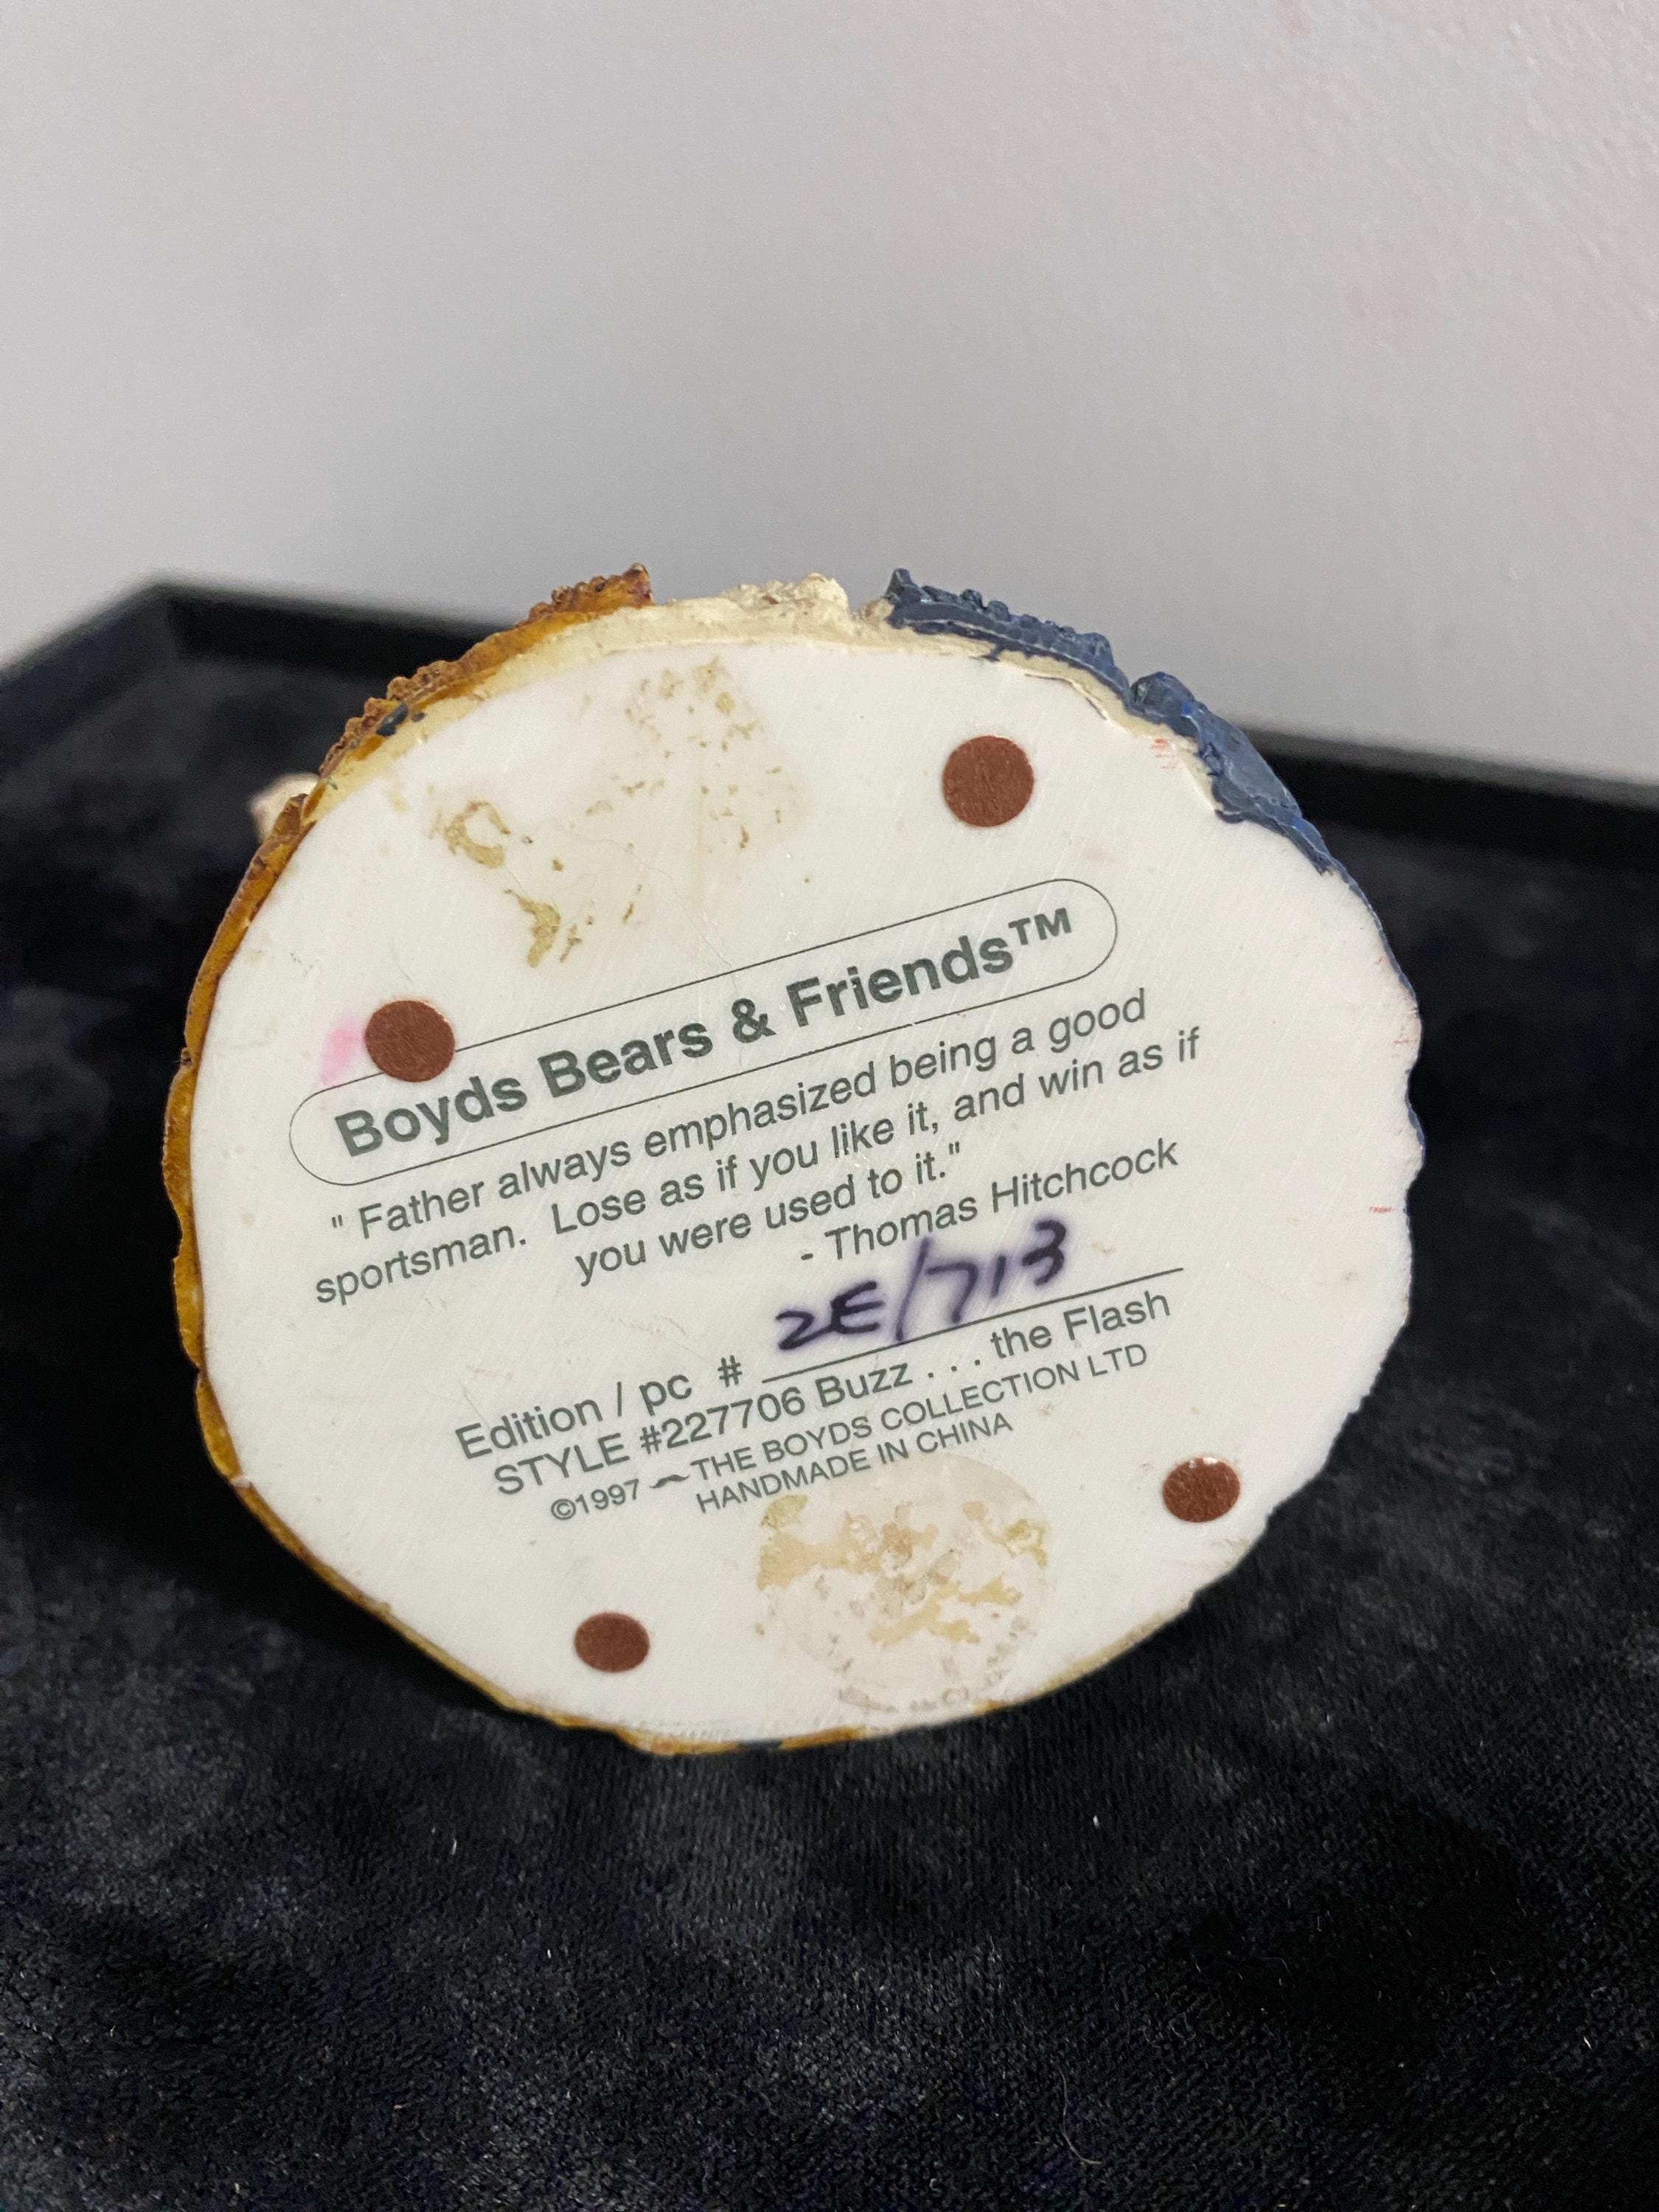 Boyds Bears & Friends™
" Father always emphasized being a good
sportsman. Lose as if you like it, and win as if
you were used to it."
- Thomas Hitchcock
Edition / pc # 2E/713
STYLE #227706 Buzz . . . the Flash
©1997 THE BOYDS COLLECTION LTD
HANDMADE IN CHINA